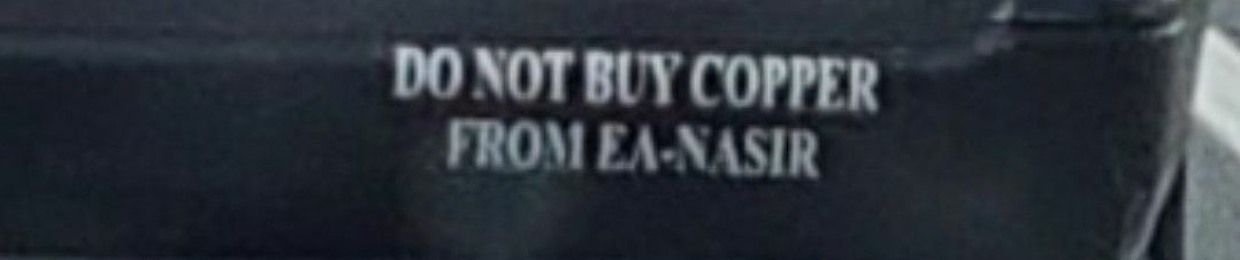 DO NOT BUY COPPER
FROM EA-NASIR